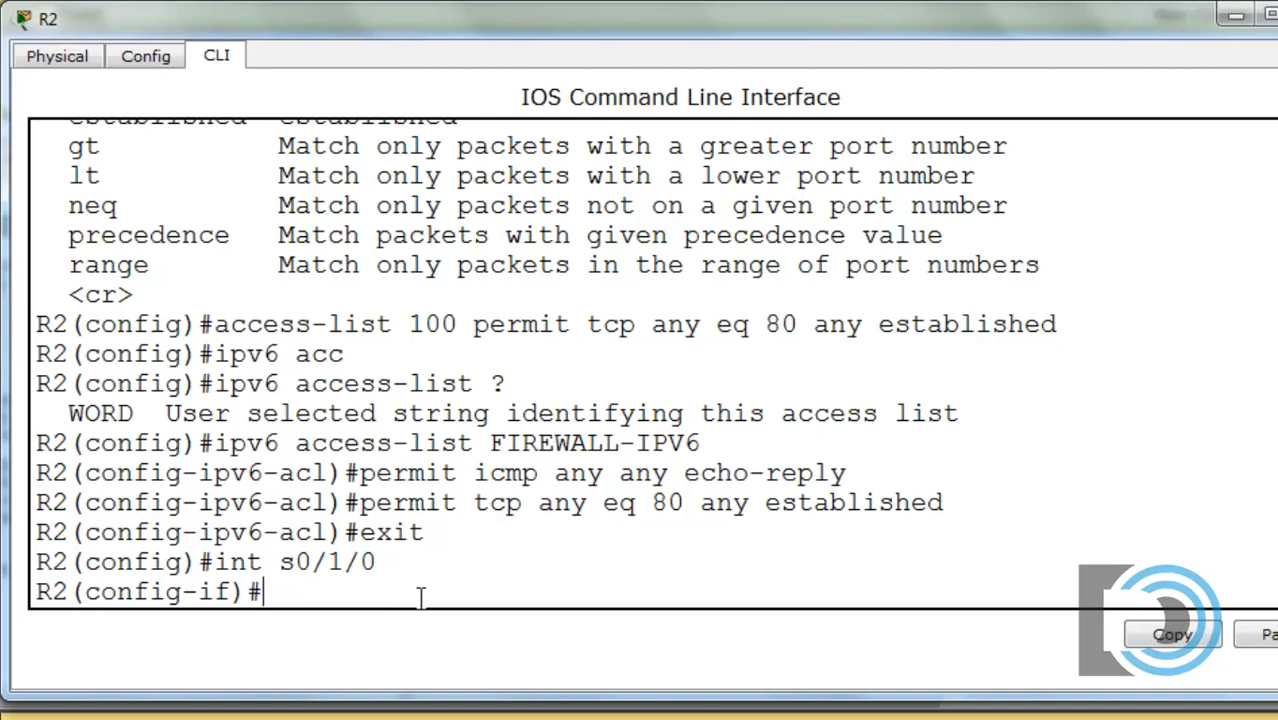 R2
Physical Config CLI
IOS Command Line Interface
established established
gt Match only packets with a greater port number
lt Match only packets with a lower port number
neq Match only packets not on a given port number
precedence Match packets with given precedence value
range Match only packets in the range of port numbers
<cr>
R2(config)#access-list 100 permit tcp any eq 80 any established
R2(config)#ipv6 acc
R2(config)#ipv6 access-list ?
WORD User selected string identifying this access list
R2(config)#ipv6 access-list FIREWALL-IPV6
R2(config-ipv6-acl)#permit icmp any any echo-reply
R2(config-ipv6-acl)#permit tcp any eq 80 any established
R2(config-ipv6-acl)#exit
R2(config)#int s0/1/0
R2(config-if)#
Copy Pa